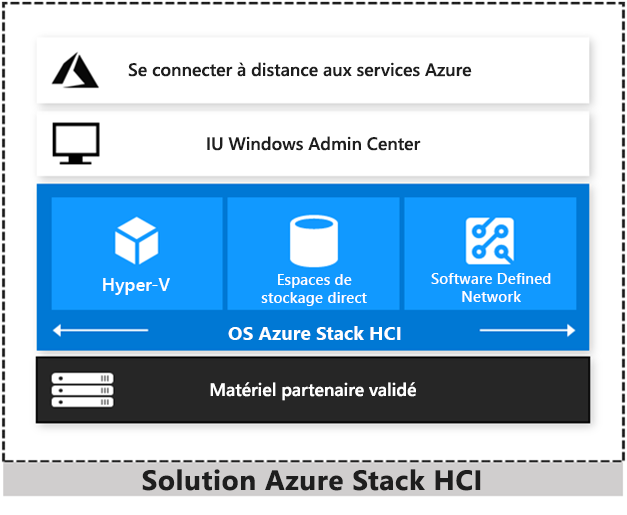 Se connecter à distance aux services Azure
IU Windows Admin Center
Hyper-V
Espaces de
stockage direct
Software Defined
Network
OS Azure Stack HCI
Matériel partenaire validé
Solution Azure Stack HCI